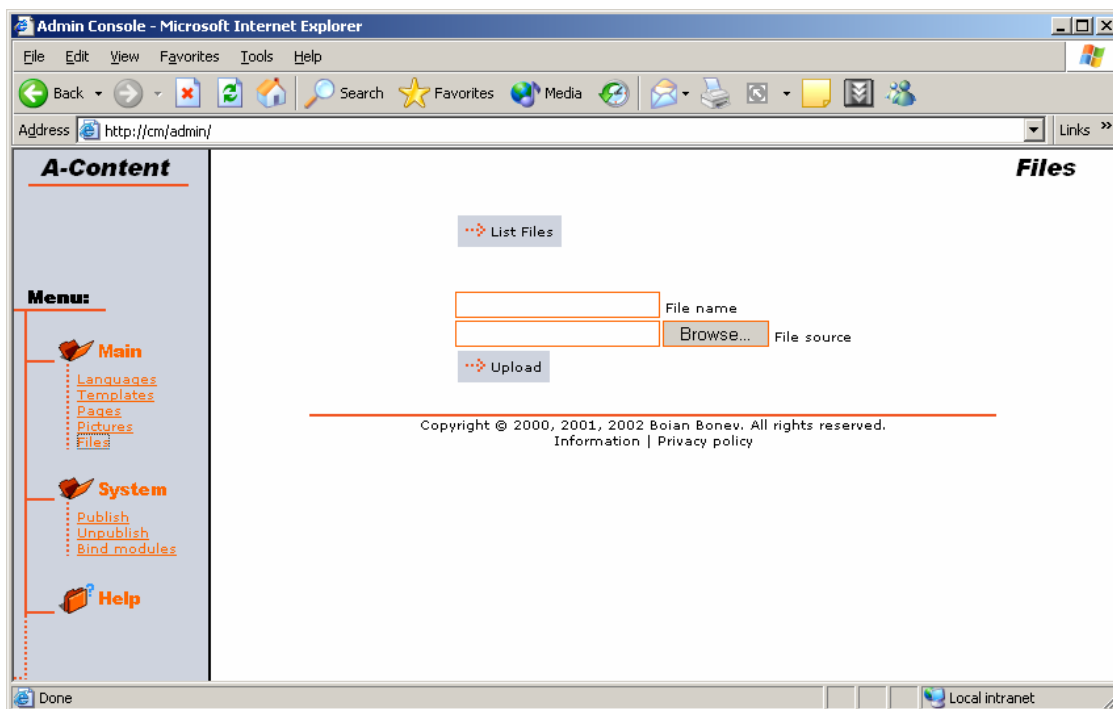 Admin Console - Microsoft Internet Explorer
File Edit View Favorites Tools Help
Back Search Favorites Media
Address http://cm/admin/ Links »
A-Content
Files
List Files
Menu:
File name
Browse... File source
Upload
Main
Languages
Templates
Pages
Pictures
Files
Copyright © 2000, 2001, 2002 Boian Bonev. All rights reserved.
Information | Privacy policy
System
Publish
Unpublish
Bind modules
Help
Done Local intranet